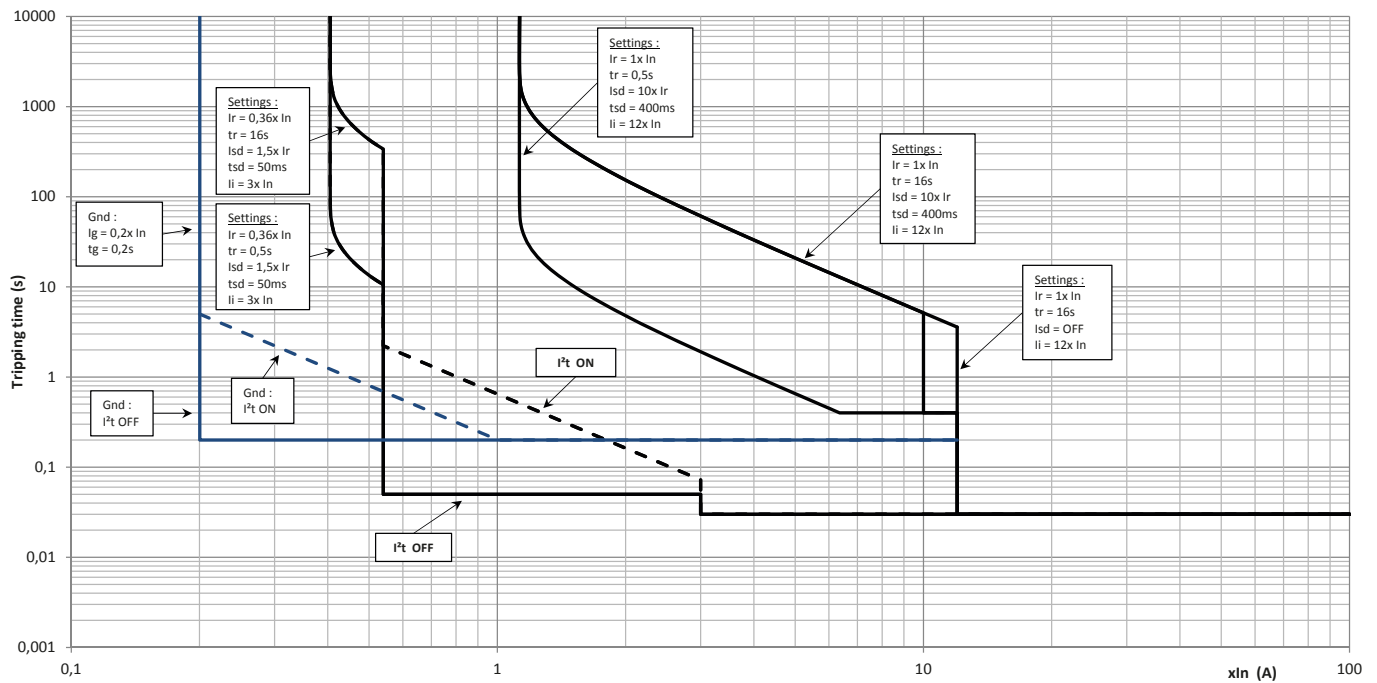 10000
1000
100
10
1
0,1
0,01
0,001
Tripping time (s)
0,1
1
10
100
xIn (A)
Settings :
Ir = 0,36x In
tr = 16s
Isd = 1,5x Ir
tsd = 50ms
Ii = 3x In
Settings :
Ir = 0,36x In
tr = 0,5s
Isd = 1,5x Ir
tsd = 50ms
Ii = 3x In
Gnd :
Ig = 0,2x In
tg = 0,2s
Gnd :
I²t ON
Gnd :
I²t OFF
I²t ON
I²t OFF
Settings :
Ir = 1x In
tr = 0,5s
Isd = 10x Ir
tsd = 400ms
Ii = 12x In
Settings :
Ir = 1x In
tr = 16s
Isd = 10x Ir
tsd = 400ms
Ii = 12x In
Settings :
Ir = 1x In
tr = 16s
Isd = OFF
Ii = 12x In